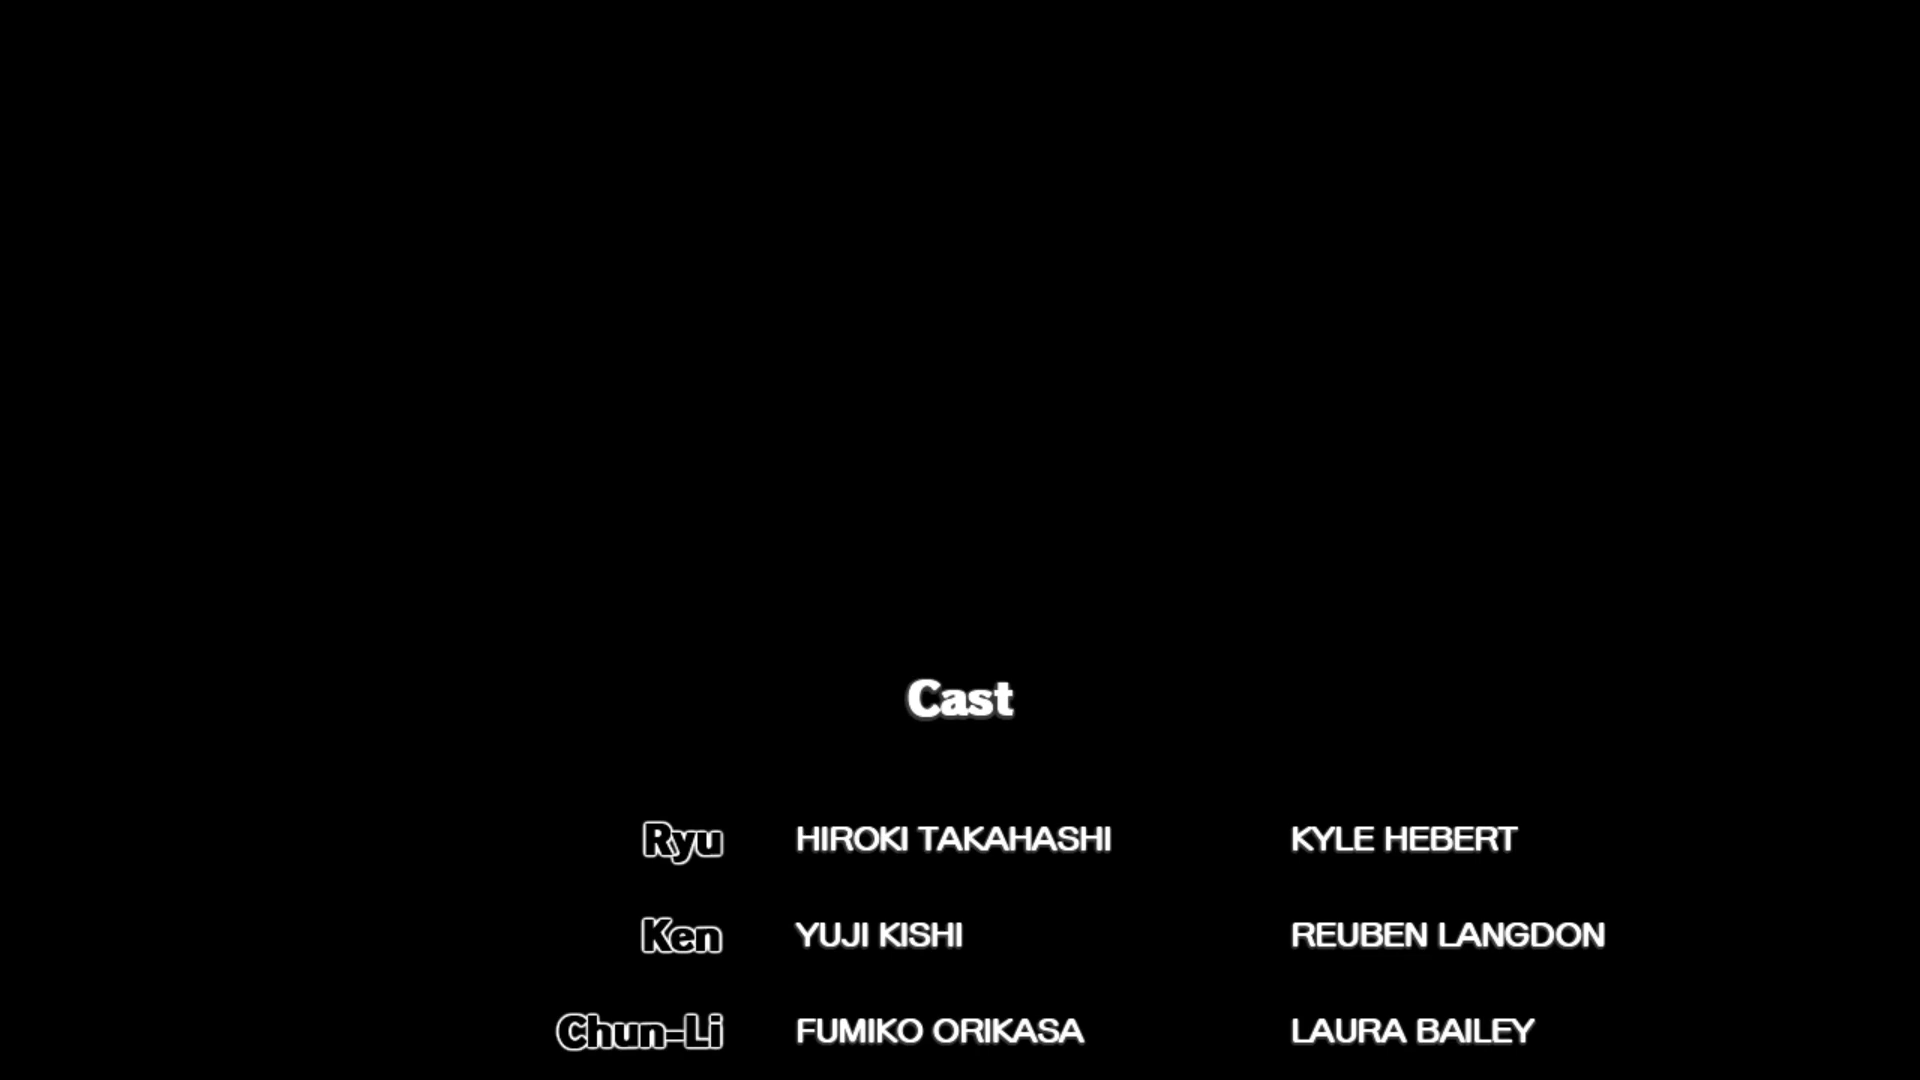 Cast
Ryu HIROKI TAKAHASHI KYLE HEBERT
Ken YUJI KISHI REUBEN LANGDON
Chun-Li FUMIKO ORIKASA LAURA BAILEY